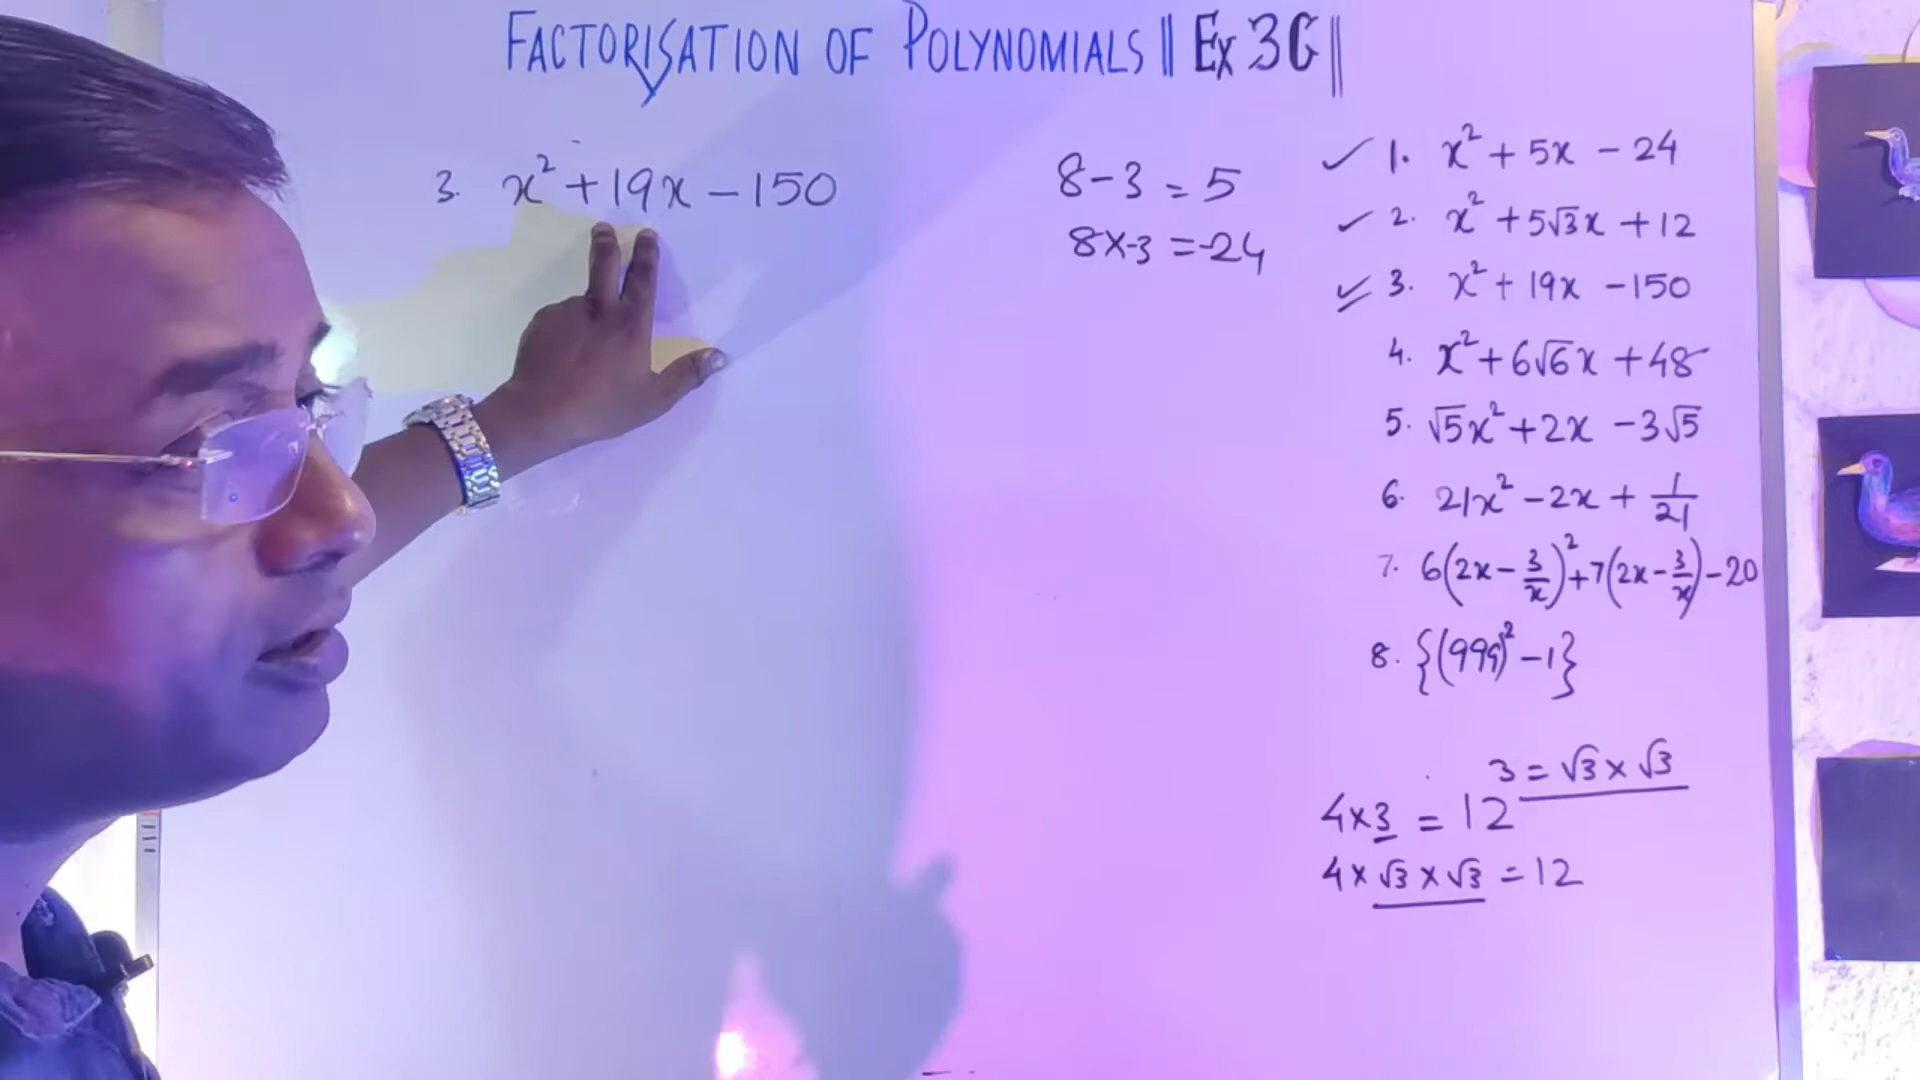 FACTORISATION OF POLYNOMIALS || Ex 3C ||
3. x² + 19x - 150
8 - 3 = 5
8 x -3 = -24
1. x² + 5x - 24
2. x² + 5√3x + 12
3. x² + 19x - 150
4. x² + 6√6x + 48
5. √5x² + 2x - 3√5
6. 21x² - 2x + 1/21
7. 6(2x - 3/x)² + 7(2x - 3/x) - 20
8. {(999)² - 1}
3 = √3 x √3
4 x 3 = 12
4 x √3 x √3 = 12